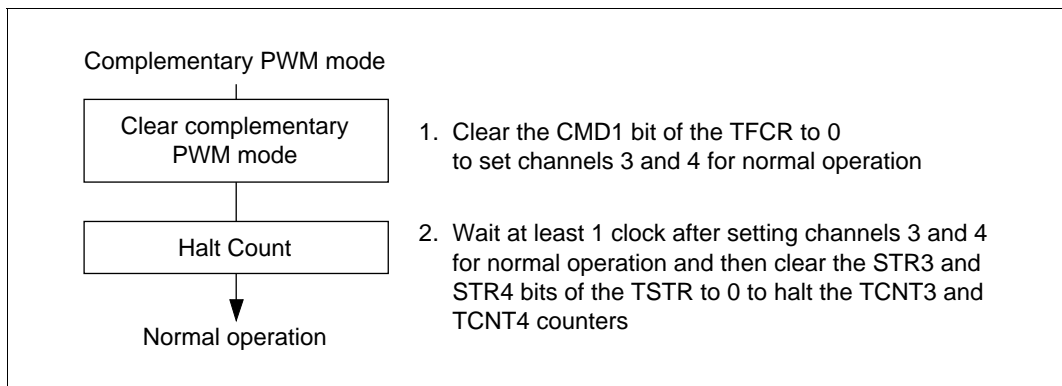 Complementary PWM mode
Clear complementary
PWM mode
1. Clear the CMD1 bit of the TFCR to 0
to set channels 3 and 4 for normal operation
Halt Count
2. Wait at least 1 clock after setting channels 3 and 4
for normal operation and then clear the STR3 and
STR4 bits of the TSTR to 0 to halt the TCNT3 and
TCNT4 counters
Normal operation